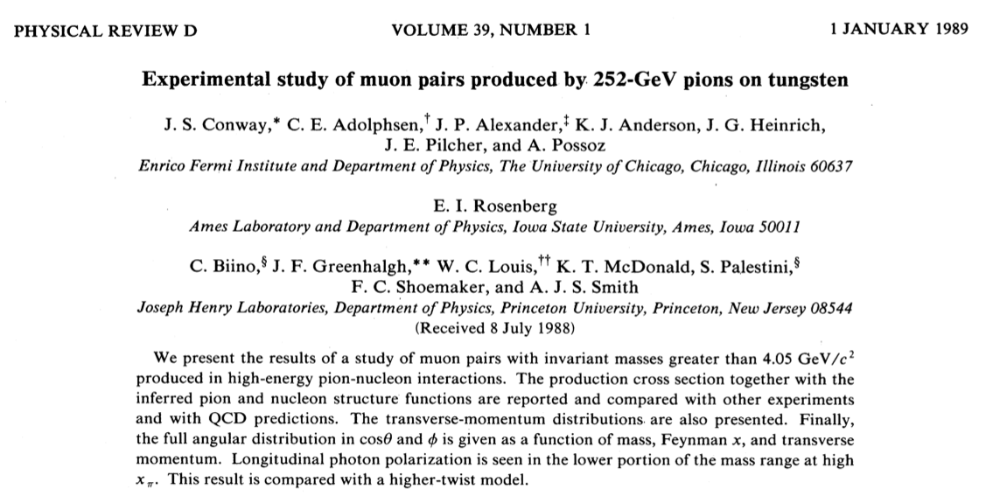 PHYSICAL REVIEW D VOLUME 39, NUMBER 1 1 JANUARY 1989
Experimental study of muon pairs produced by 252-GeV pions on tungsten
J. S. Conway,* C. E. Adolphsen,† J. P. Alexander,‡ K. J. Anderson, J. G. Heinrich,
J. E. Pilcher, and A. Possoz
Enrico Fermi Institute and Department of Physics, The University of Chicago, Chicago, Illinois 60637
E. I. Rosenberg
Ames Laboratory and Department of Physics, Iowa State University, Ames, Iowa 50011
C. Biino,§ J. F. Greenhalgh,** W. C. Louis,†† K. T. McDonald, S. Palestini,§
F. C. Shoemaker, and A. J. S. Smith
Joseph Henry Laboratories, Department of Physics, Princeton University, Princeton, New Jersey 08544
(Received 8 July 1988)
We present the results of a study of muon pairs with invariant masses greater than 4.05 GeV/c²
produced in high-energy pion-nucleon interactions. The production cross section together with the
inferred pion and nucleon structure functions are reported and compared with other experiments
and with QCD predictions. The transverse-momentum distributions are also presented. Finally,
the full angular distribution in cosθ and ϕ is given as a function of mass, Feynman x, and transverse
momentum. Longitudinal photon polarization is seen in the lower portion of the mass range at high
x_π. This result is compared with a higher-twist model.